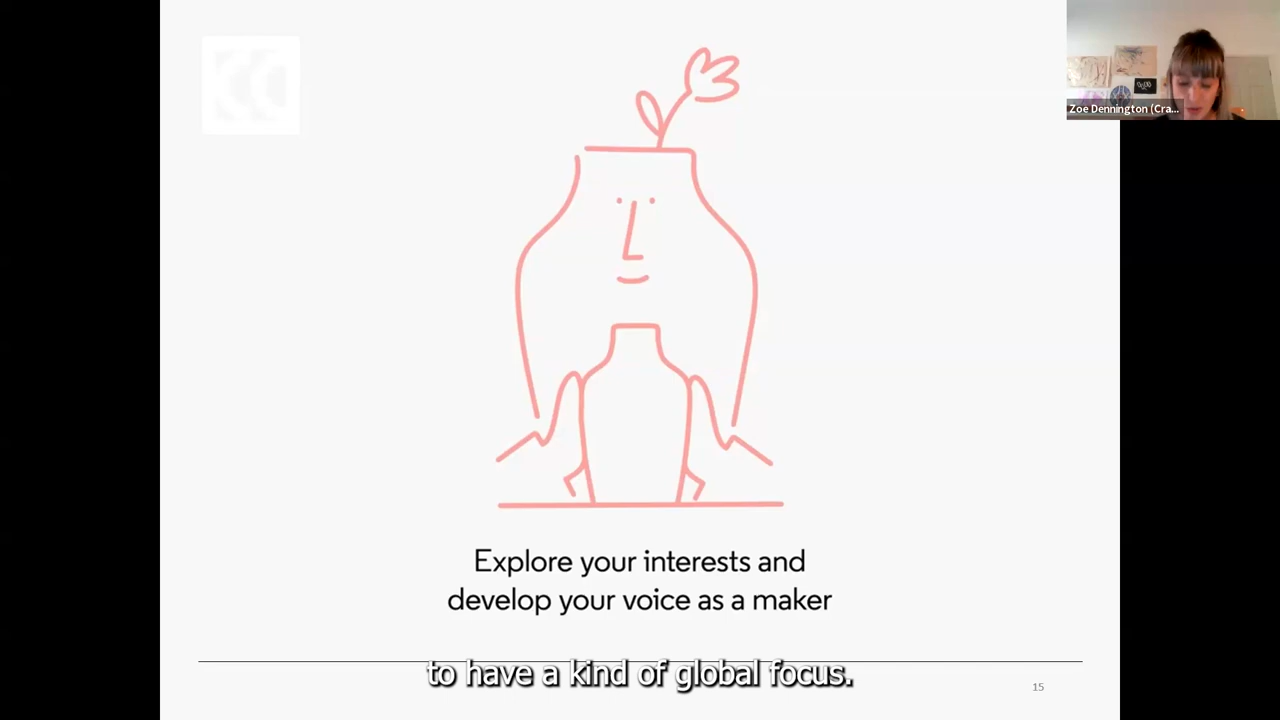 Zoe Dennington (Cra...
Explore your interests and
develop your voice as a maker
to have a kind of global focus.
15